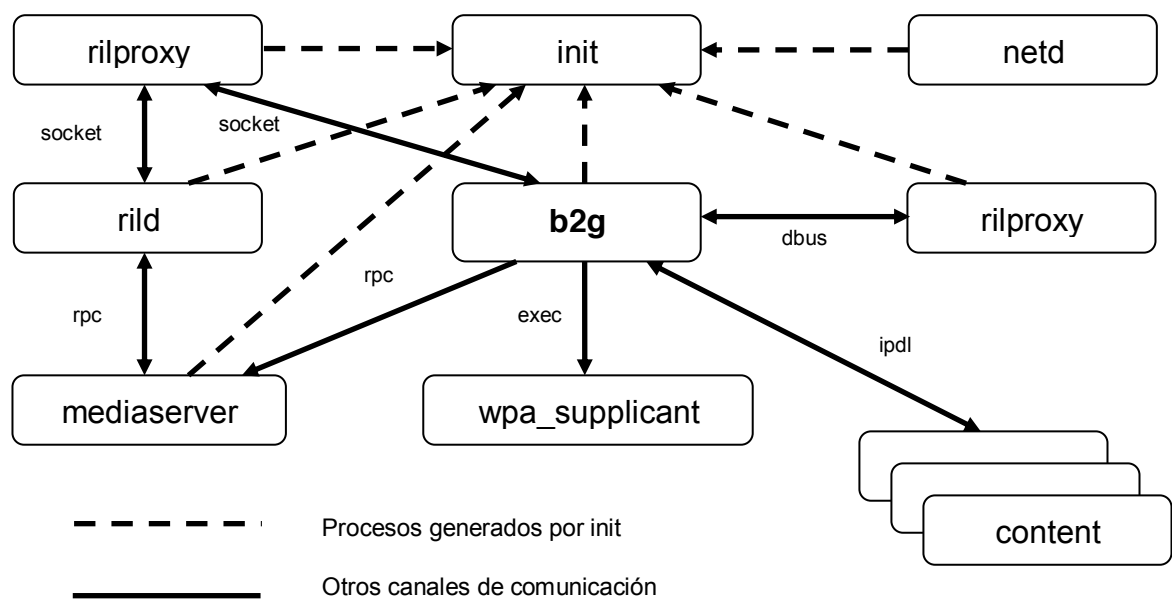 rilproxy
init
netd
socket
socket
rild
b2g
dbus
rilproxy
rpc
rpc
exec
ipdl
mediaserver
wpa_supplicant
content
Procesos generados por init
Otros canales de comunicación